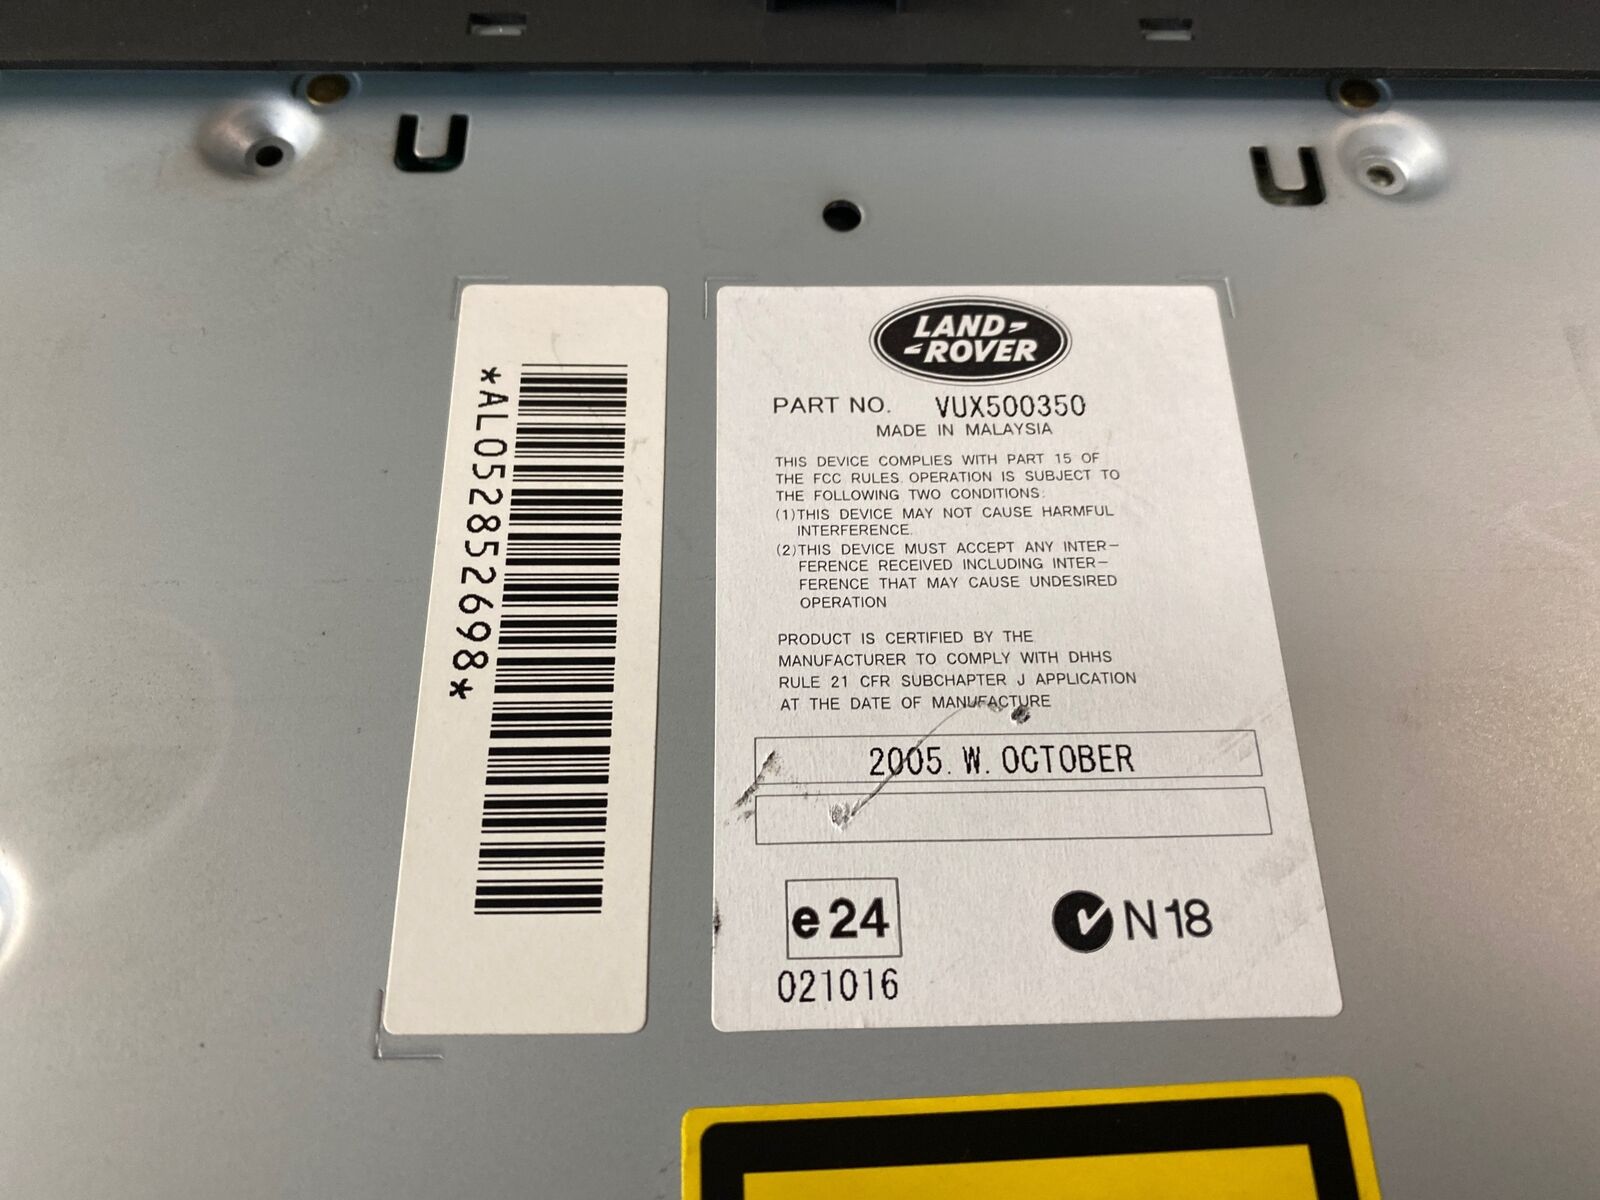 *AL052852698*
LAND-
-ROVER
PART NO. VUX500350
MADE IN MALAYSIA
THIS DEVICE COMPLIES WITH PART 15 OF
THE FCC RULES. OPERATION IS SUBJECT TO
THE FOLLOWING TWO CONDITIONS:
(1)THIS DEVICE MAY NOT CAUSE HARMFUL
INTERFERENCE.
(2)THIS DEVICE MUST ACCEPT ANY INTER-
FERENCE RECEIVED INCLUDING INTER-
FERENCE THAT MAY CAUSE UNDESIRED
OPERATION
PRODUCT IS CERTIFIED BY THE
MANUFACTURER TO COMPLY WITH DHHS
RULE 21 CFR SUBCHAPTER J APPLICATION
AT THE DATE OF MANUFACTURE
2005. W. OCTOBER
e24
N18
021016